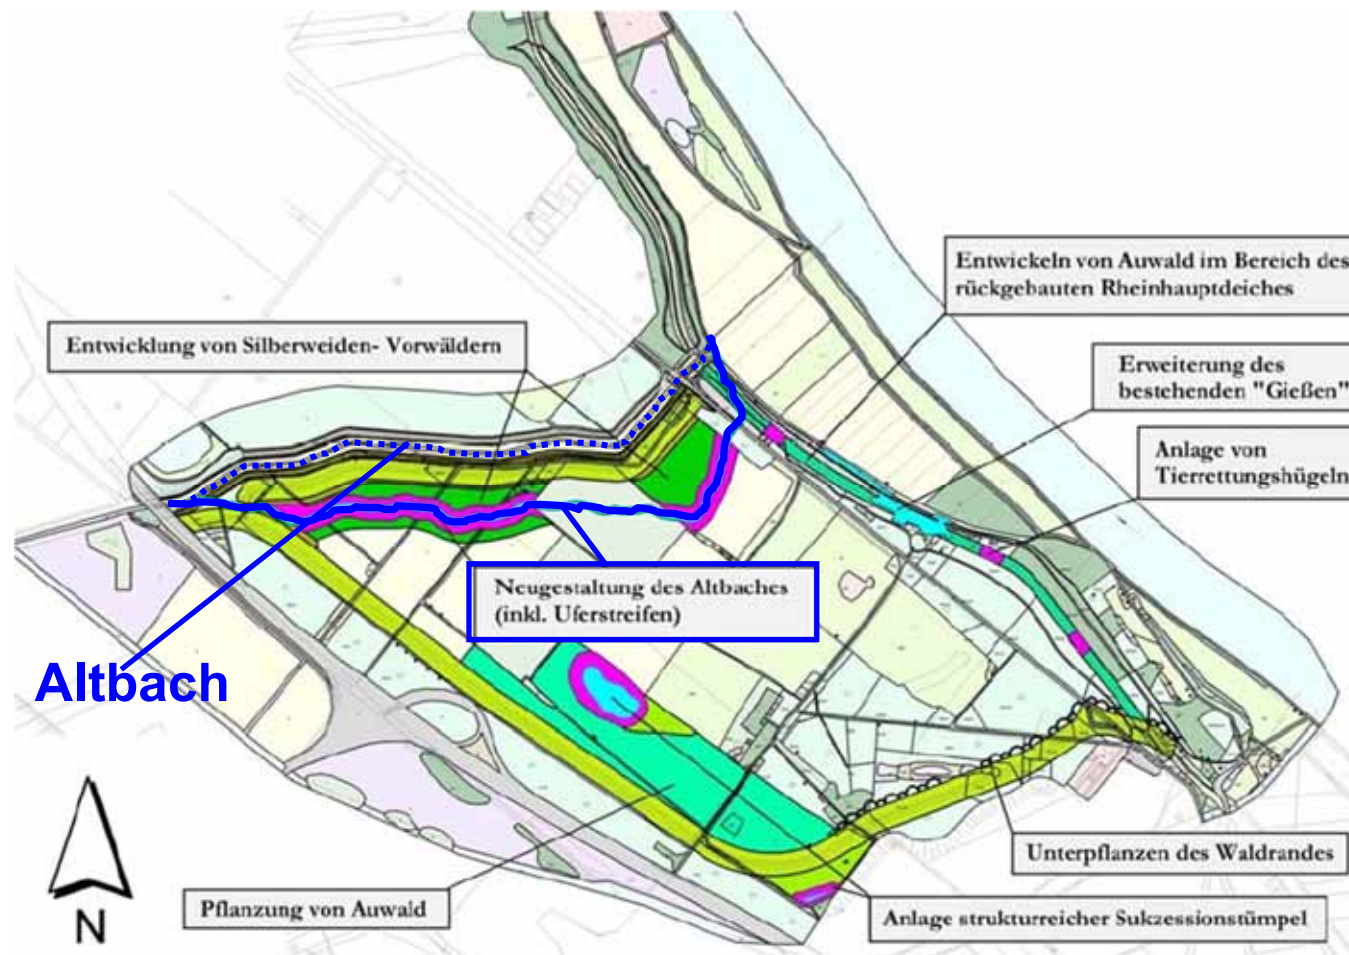 Entwickeln von Auwald im Bereich des
rückgebauten Rheinhauptdeiches
Entwicklung von Silberweiden- Vorwäldern
Erweiterung des
bestehenden "Gießen"
Anlage von
Tierrettungshügeln
Neugestaltung des Altbaches
(inkl. Uferstreifen)
Altbach
Unterpflanzen des Waldrandes
Pflanzung von Auwald
Anlage strukturreicher Sukzessionstümpel
N